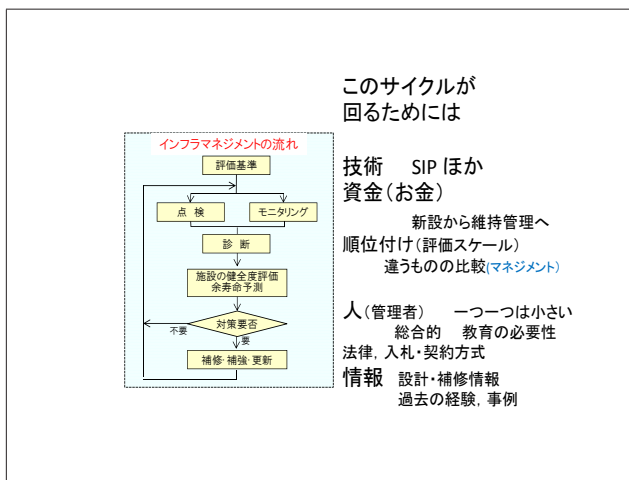 このサイクルが
回るためには
インフラマネジメントの流れ
評価基準
点 検
モニタリング
診 断
施設の健全度評価
余寿命予測
対策要否
不要
要
補修・補強・更新
技術 SIP ほか
資金(お金)
新設から維持管理へ
順位付け(評価スケール)
違うものの比較(マネジメント)
人(管理者) 一つ一つは小さい
総合的 教育の必要性
法律, 入札・契約方式
情報 設計・補修情報
過去の経験, 事例